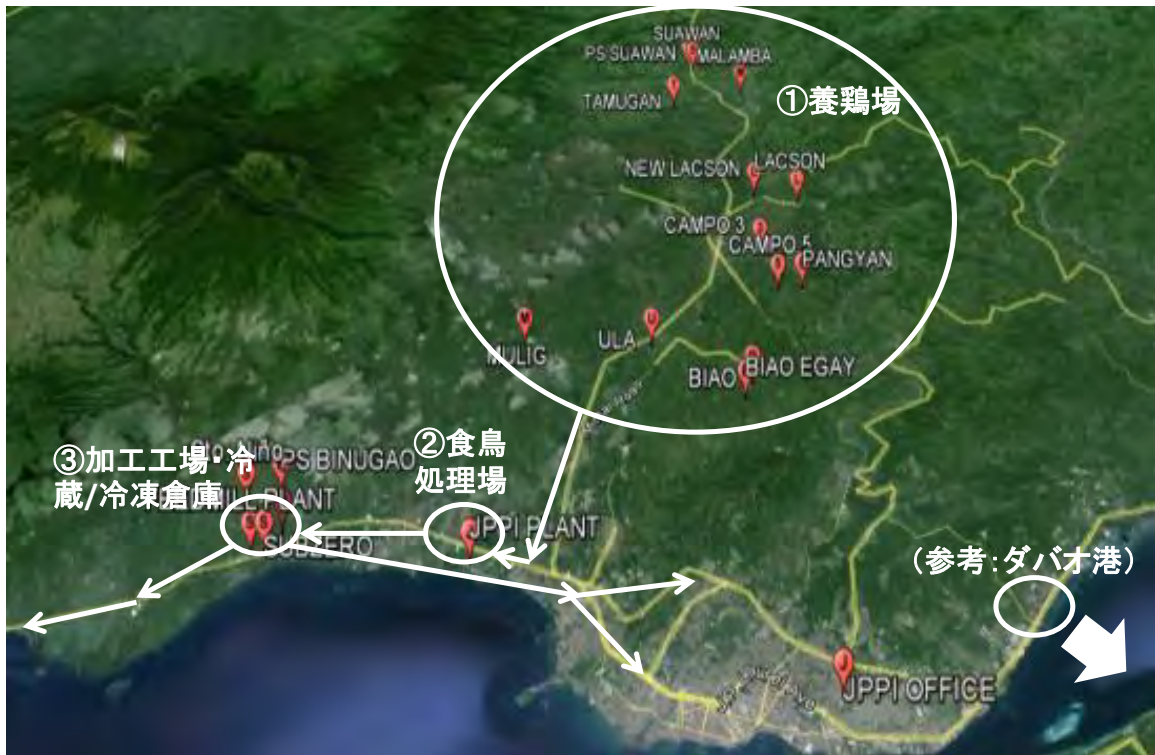 SUAWAN
PS SUAWAN
MALAMBA
TAMUGAN
①養鶏場
NEW LACSON
LACSON
CAMPO 3
CAMPO 5
PANGYAN
MULIG
ULA
BIAO EGAY
BIAO
③加工工場・冷
蔵/冷凍倉庫
②食鳥
処理場
PS BINUGAO
PLANT
SUBZERO
JPPI PLANT
（参考：ダバオ港）
JPPI OFFICE